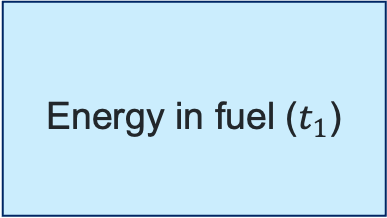 Energy in fuel (t₁)